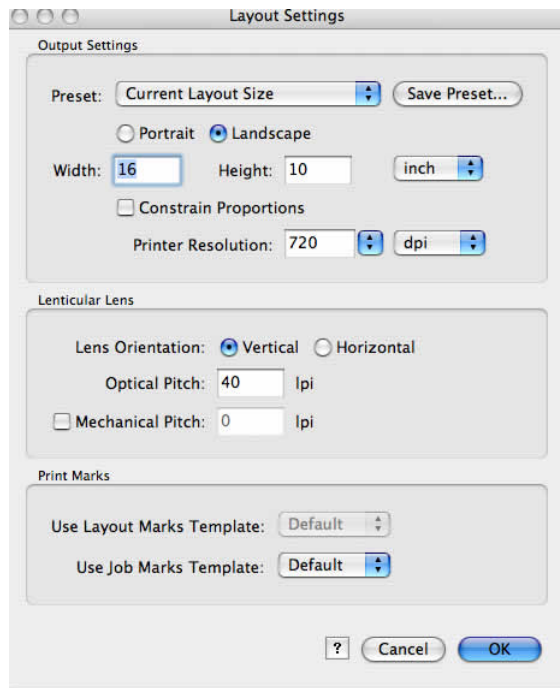 Layout Settings
Output Settings
Preset: Current Layout Size Save Preset...
Portrait Landscape
Width: 16 Height: 10 inch
Constrain Proportions
Printer Resolution: 720 dpi
Lenticular Lens
Lens Orientation: Vertical Horizontal
Optical Pitch: 40 lpi
Mechanical Pitch: 0 lpi
Print Marks
Use Layout Marks Template: Default
Use Job Marks Template: Default
? Cancel OK